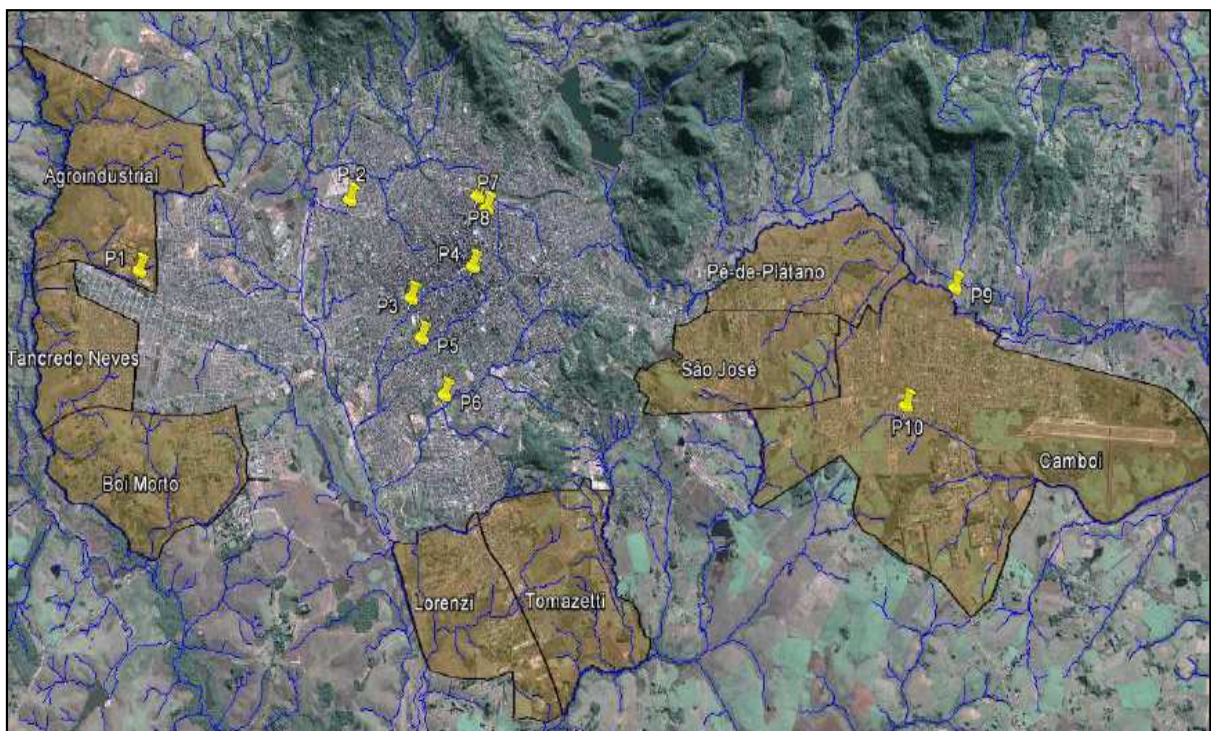 Agroindustrial
P 2
P7
P8
P1
P4
P3
P5
P6
Pé-de-Plátano
P9
Tancredo Neves
São José
P10
Camboi
Boi Morto
Lorenzi
Tomazetti